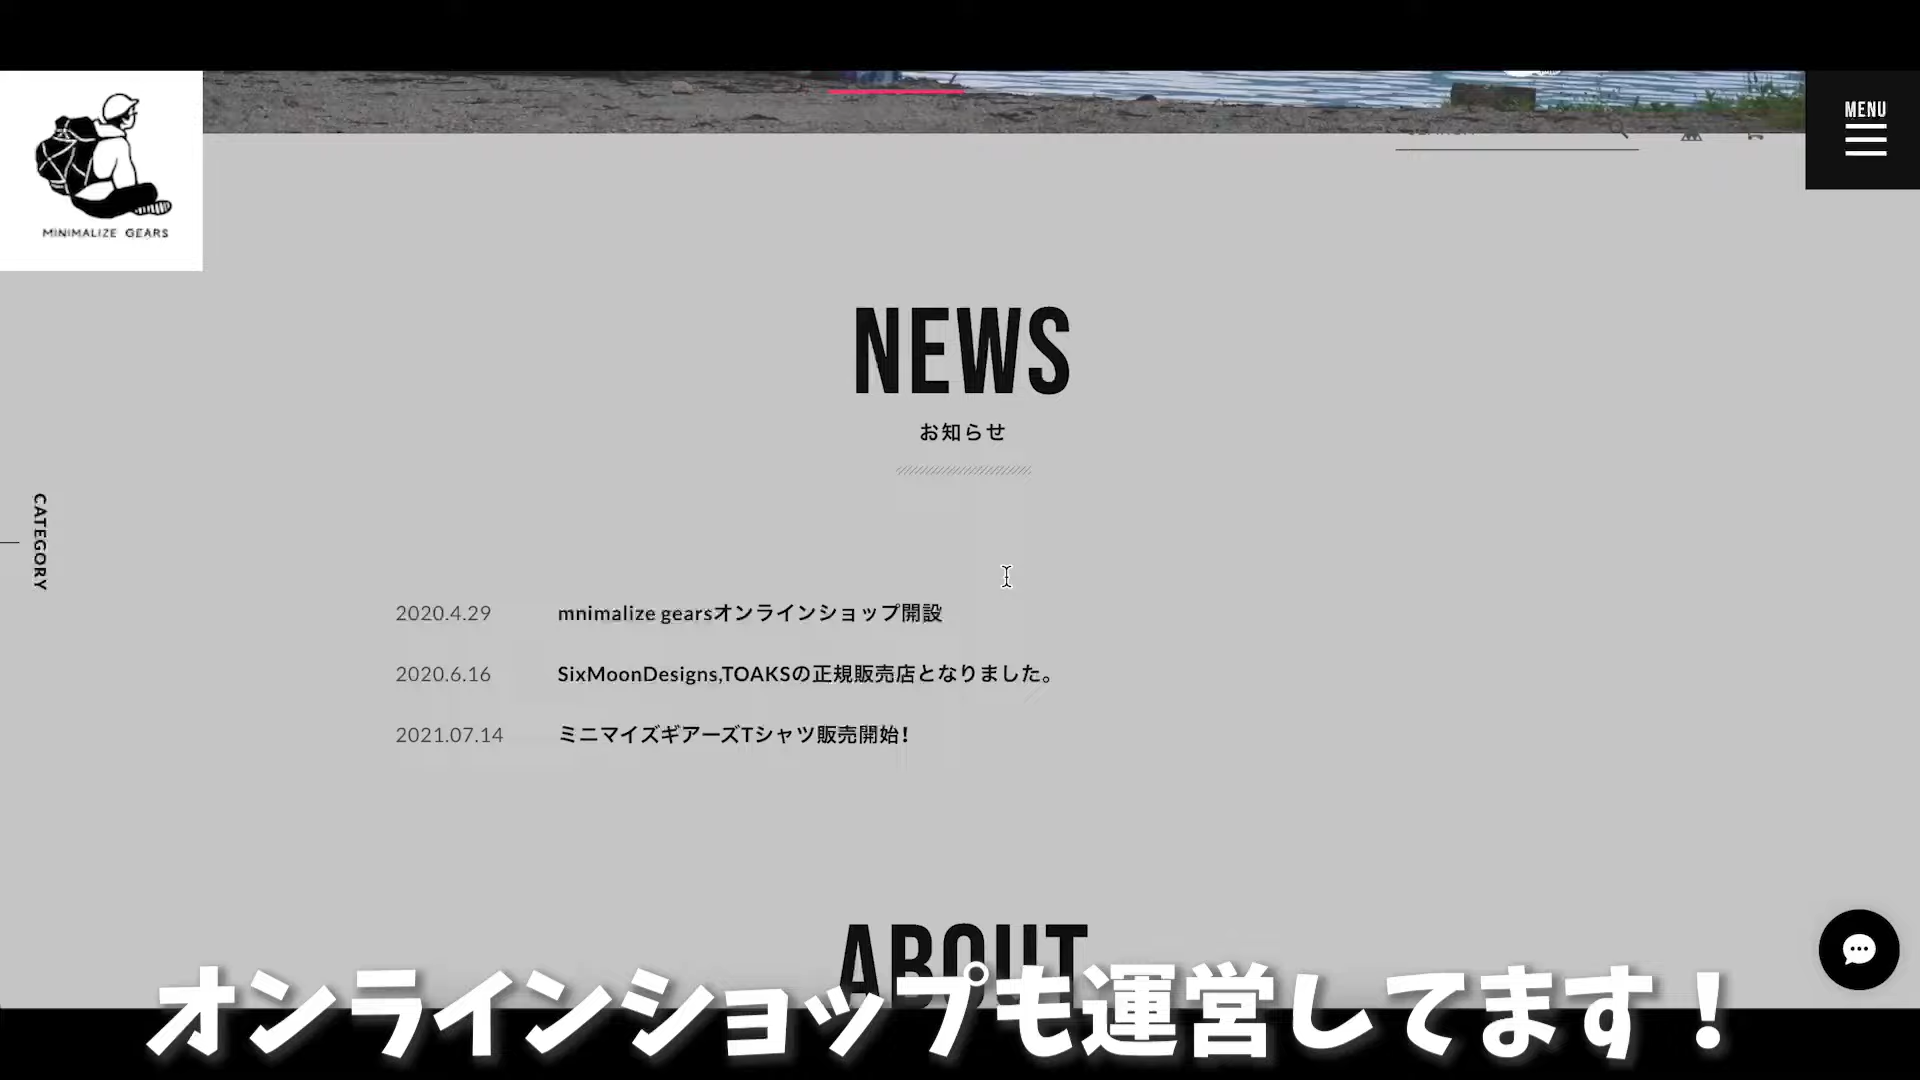 MENU
MINIMALIZE GEARS
NEWS
お知らせ
CATEGORY
2020.4.29 mnimalize gearsオンラインショップ開設
2020.6.16 SixMoonDesigns,TOAKSの正規販売店となりました。
2021.07.14 ミニマイズギアーズTシャツ販売開始!
ABOUT
オンラインショップも運営してます！